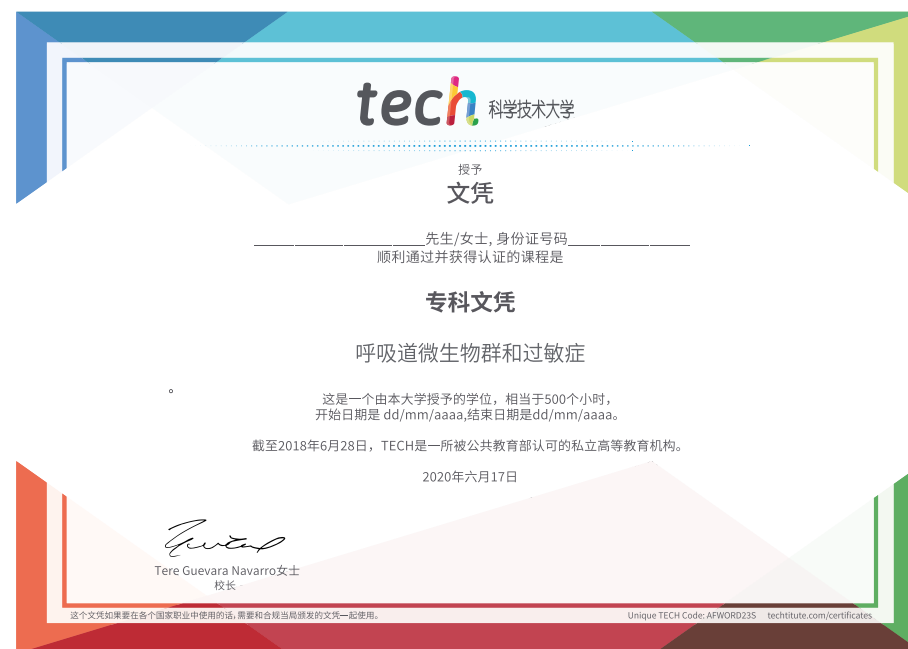 tech 科学技术大学
授予
文凭
____________________先生/女士, 身份证号码______________
顺利通过并获得认证的课程是
专科文凭
呼吸道微生物群和过敏症
。
这是一个由本大学授予的学位，相当于500个小时，
开始日期是 dd/mm/aaaa,结束日期是dd/mm/aaaa。
截至2018年6月28日，TECH是一所被公共教育部认可的私立高等教育机构。
2020年六月17日
Tere Guevara Navarro女士
校长
这个文凭如果要在各个国家职业中使用的话,需要和合规当局颁发的文凭一起使用。
Unique TECH Code: AFWORD23S techtitute.com/certificates